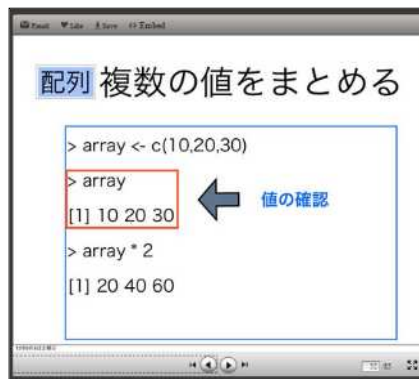 Email Like Save Embed
配列 複数の値をまとめる
> array <- c(10,20,30)
> array
[1] 10 20 30
値の確認
> array * 2
[1] 20 40 60